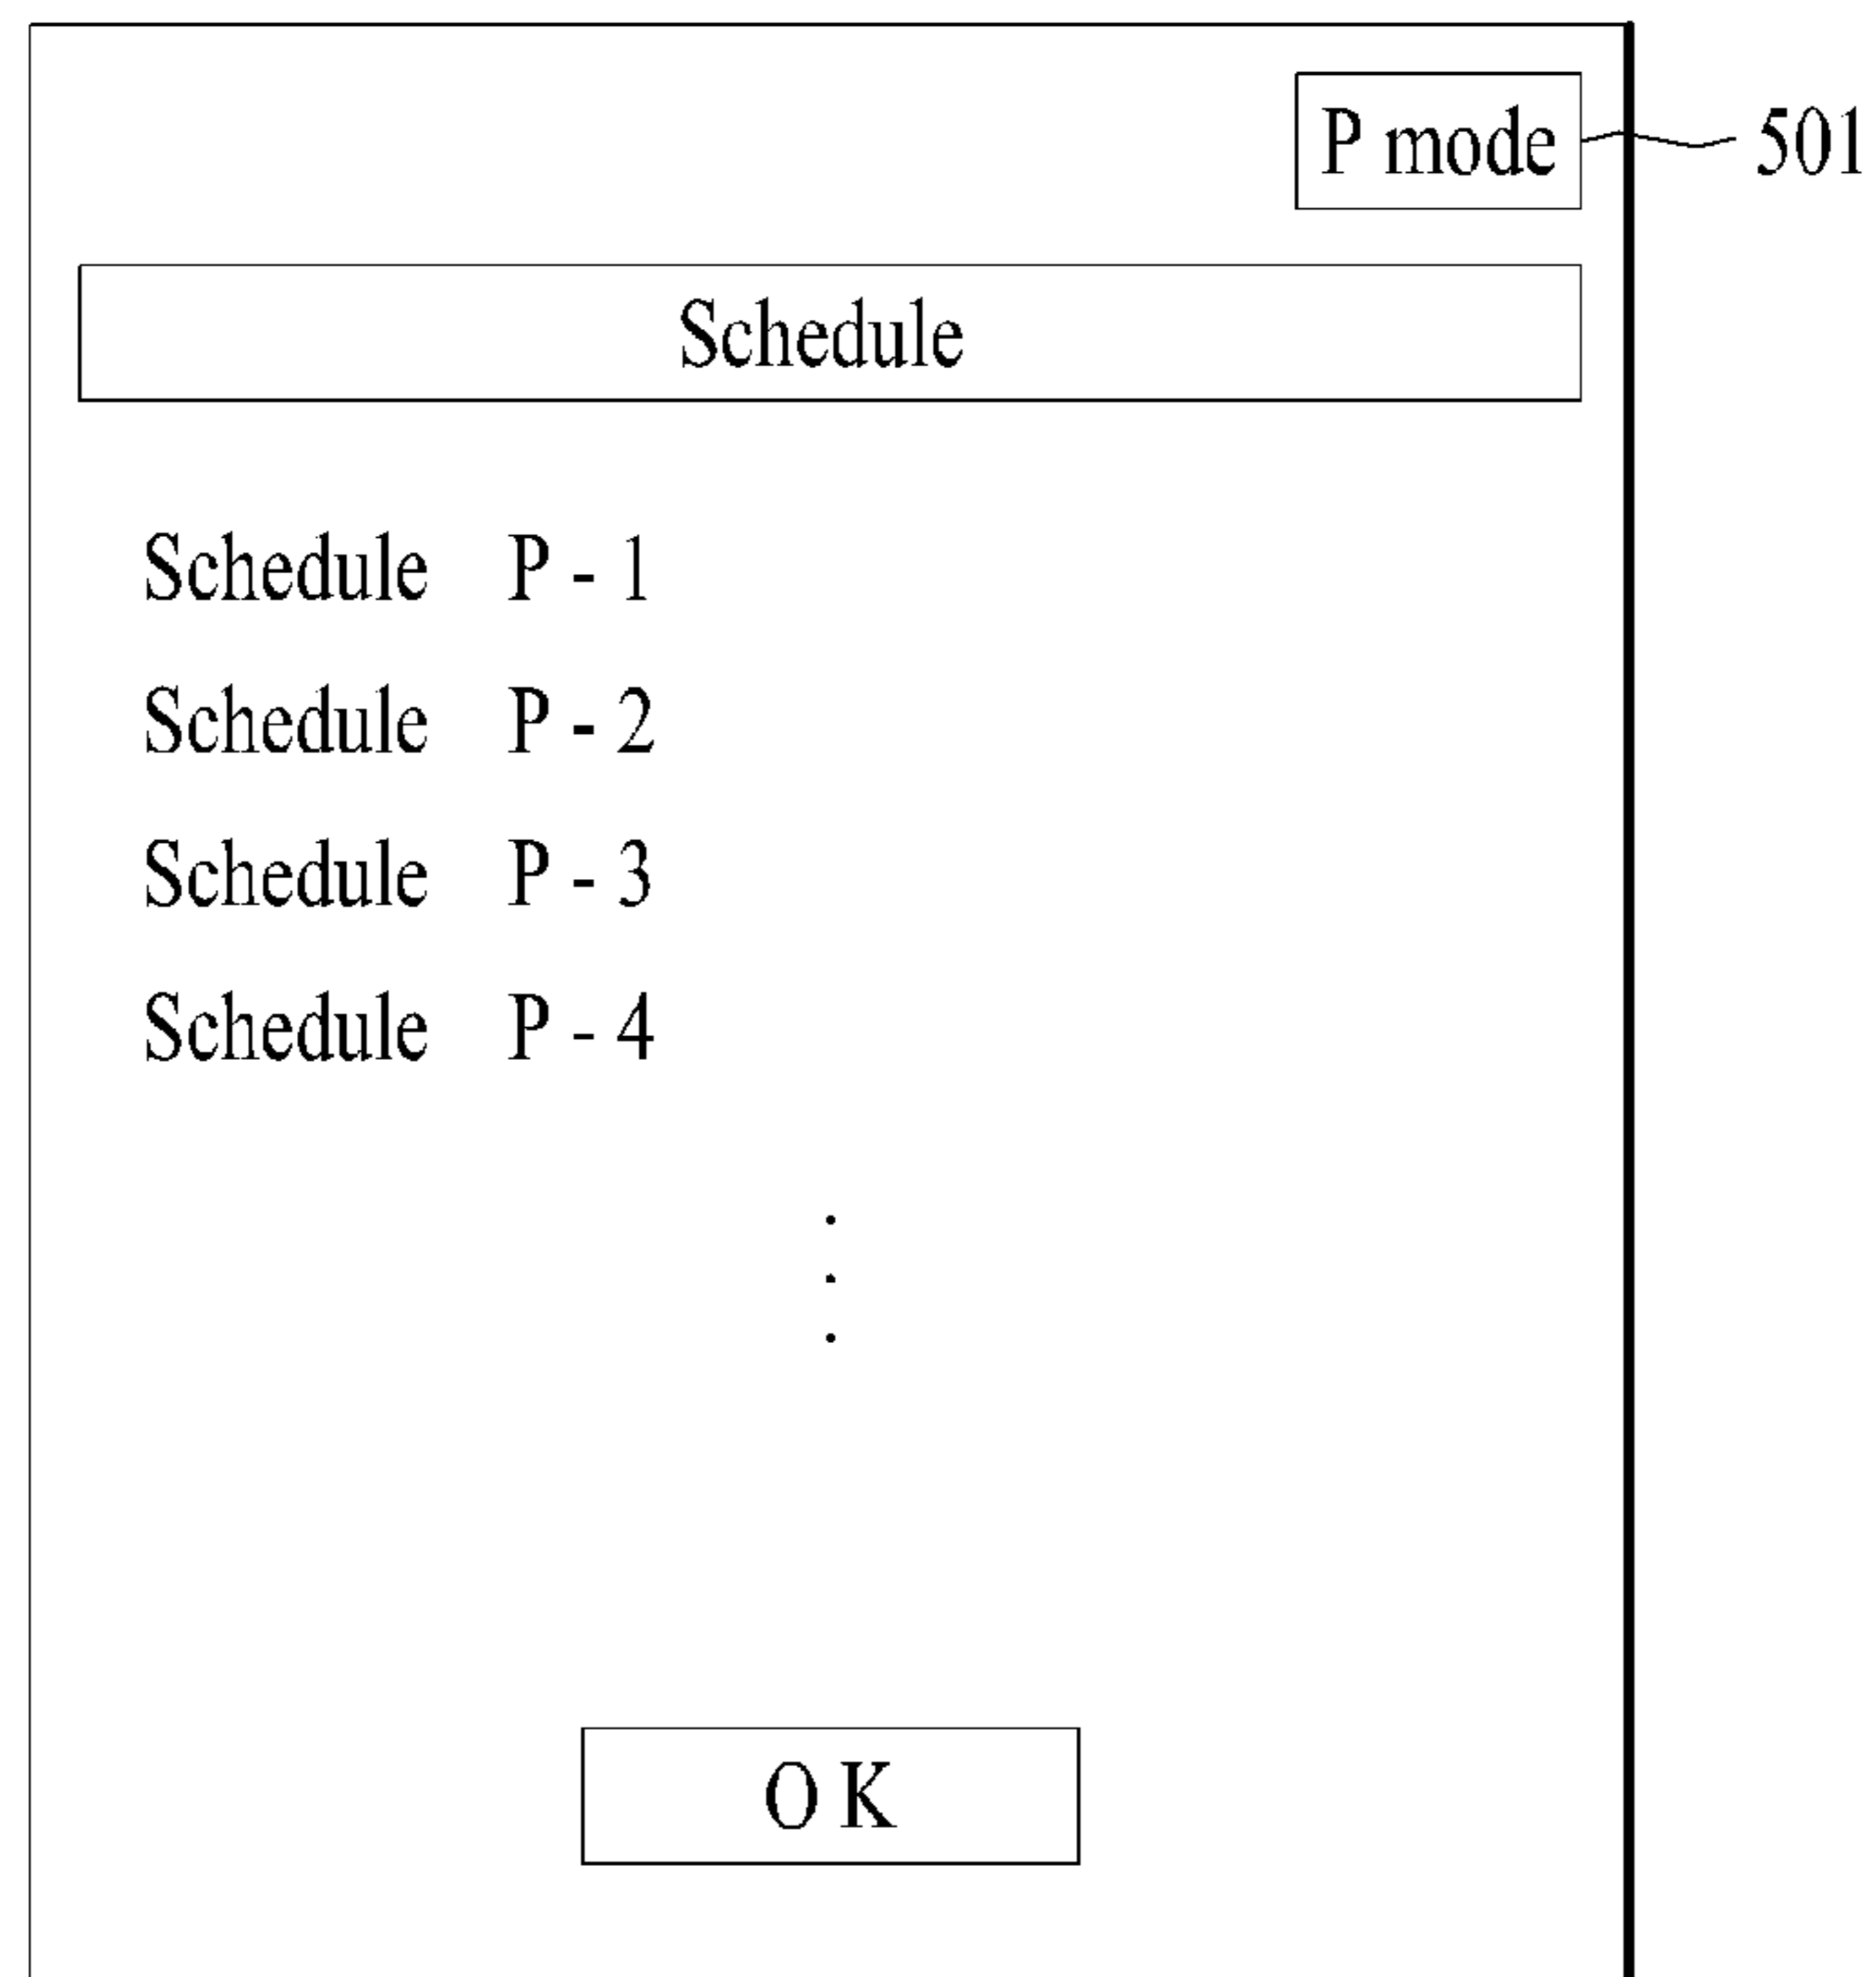 P mode 501
Schedule
Schedule P - 1
Schedule P - 2
Schedule P - 3
Schedule P - 4
.
.
.
OK